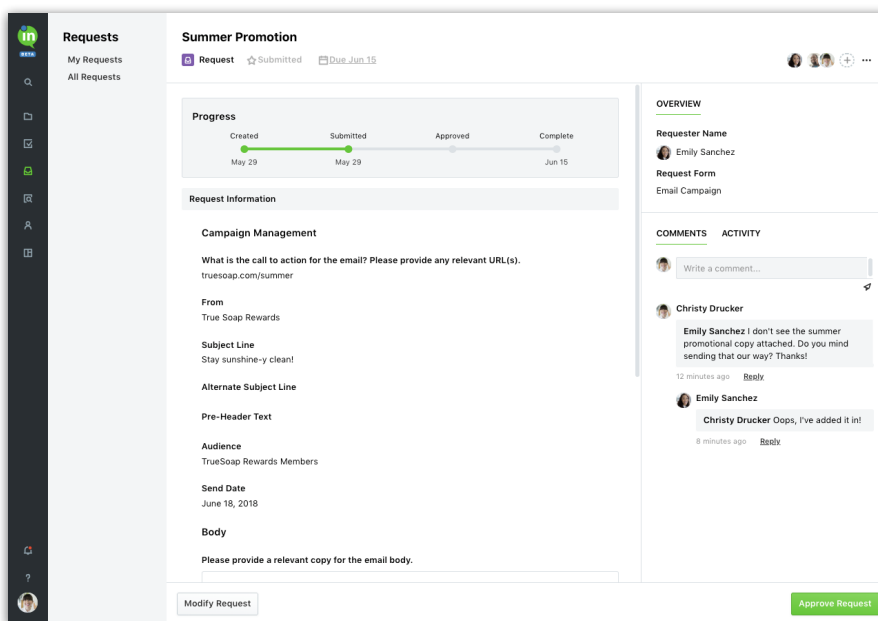 in
BETA
Requests
My Requests
All Requests
Summer Promotion
Request
Submitted
Due Jun 15
Progress
Created
Submitted
Approved
Complete
May 29
May 29
Jun 15
Request Information
Campaign Management
What is the call to action for the email? Please provide any relevant URL(s).
truesoap.com/summer
From
True Soap Rewards
Subject Line
Stay sunshine-y clean!
Alternate Subject Line
Pre-Header Text
Audience
TrueSoap Rewards Members
Send Date
June 18, 2018
Body
Please provide a relevant copy for the email body.
Modify Request
OVERVIEW
Requester Name
Emily Sanchez
Request Form
Email Campaign
COMMENTS ACTIVITY
Write a comment...
Christy Drucker
Emily Sanchez I don't see the summer
promotional copy attached. Do you mind
sending that our way? Thanks!
12 minutes ago Reply
Emily Sanchez
Christy Drucker Oops, I've added it in!
8 minutes ago Reply
Approve Request